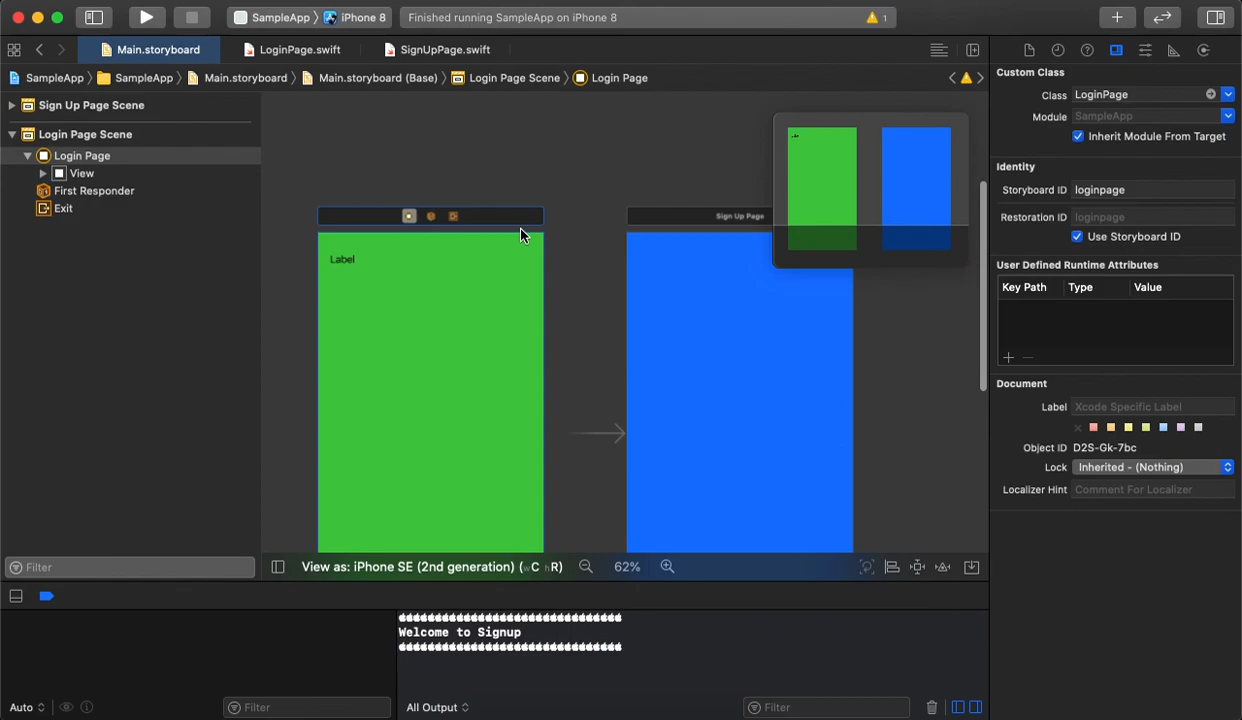 SampleApp 〉 iPhone 8
Finished running SampleApp on iPhone 8
1
Main.storyboard
LoginPage.swift
SignUpPage.swift
SampleApp 〉 SampleApp 〉 Main.storyboard 〉 Main.storyboard (Base) 〉 Login Page Scene 〉 Login Page
Sign Up Page Scene
Login Page Scene
Login Page
View
First Responder
Exit
Filter
Label
Sign Up Page
View as: iPhone SE (2nd generation) (wC hR)
62%
Custom Class
Class LoginPage
Module SampleApp
Inherit Module From Target
Identity
Storyboard ID loginpage
Restoration ID loginpage
Use Storyboard ID
User Defined Runtime Attributes
Key Path Type Value
Document
Label Xcode Specific Label
Object ID D2S-Gk-7bc
Lock Inherited - (Nothing)
Localizer Hint Comment For Localizer
Welcome to Signup
Auto
Filter
All Output
Filter